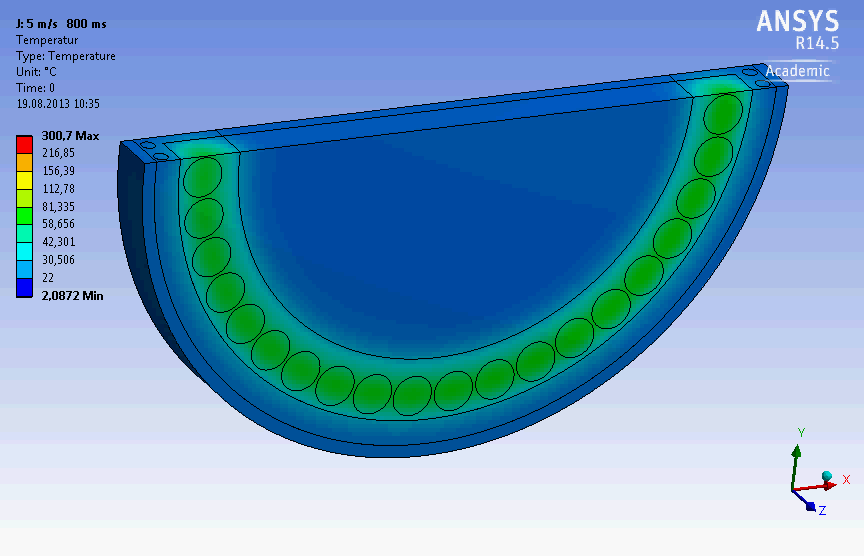 J: 5 m/s 800 ms
Temperatur
Type: Temperature
Unit: °C
Time: 0
19.08.2013 10:35
300,7 Max
216,85
156,39
112,78
81,335
58,656
42,301
30,506
22
2,0872 Min
ANSYS
R14.5
Academic
Y
X
Z